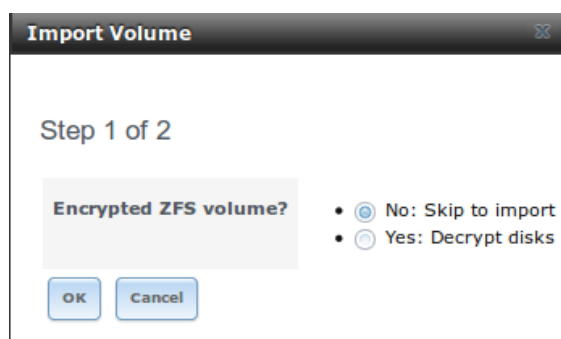 Import Volume
Step 1 of 2
Encrypted ZFS volume?
No: Skip to import
Yes: Decrypt disks
OK Cancel